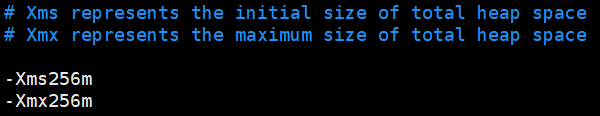 # Xms represents the initial size of total heap space
# Xmx represents the maximum size of total heap space
-Xms256m
-Xmx256m